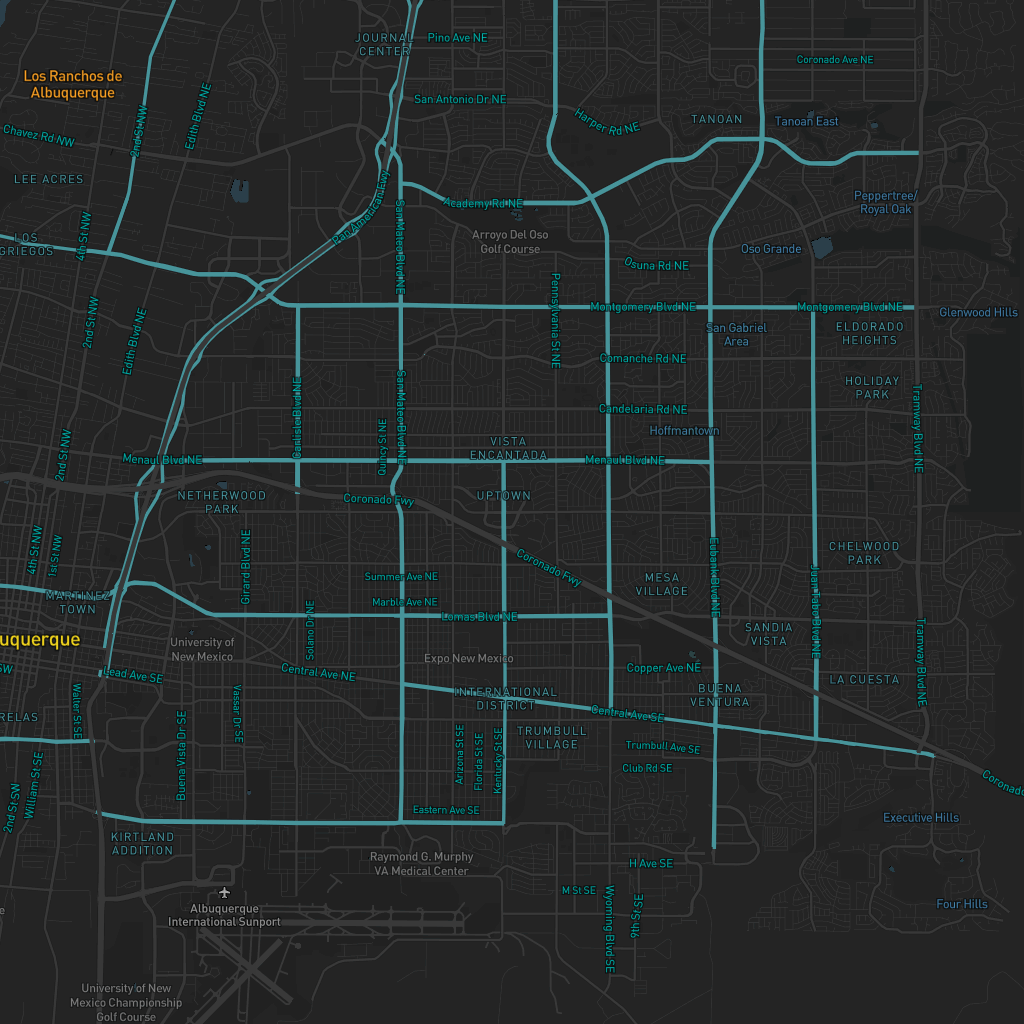 JOURNAL
CENTER
Pino Ave NE
Coronado Ave NE
Los Ranchos de
Albuquerque
San Antonio Dr NE
Edith Blvd NE
2nd St NW
Harper Rd NE
TANOAN
Tanoan East
Chavez Rd NW
LEE ACRES
Pan American Fwy
Academy Rd NE
Peppertree/
Royal Oak
4th St NW
LOS
GRIEGOS
San Mateo Blvd NE
Arroyo Del Oso
Golf Course
Oso Grande
Osuna Rd NE
Pennsylvania St NE
Montgomery Blvd NE
Montgomery Blvd NE
Glenwood Hills
2nd St NW
Edith Blvd NE
San Gabriel
Area
ELDORADO
HEIGHTS
Comanche Rd NE
HOLIDAY
PARK
Carlisle Blvd NE
San Mateo Blvd NE
Candelaria Rd NE
Tramway Blvd NE
Quincy St NE
Hoffmantown
VISTA
ENCANTADA
2nd St NW
Menaul Blvd NE
Menaul Blvd NE
NETHERWOOD
PARK
Coronado Fwy
UPTOWN
4th St NW
1st St NW
Girard Blvd NE
Coronado Fwy
Eubank Blvd NE
CHELWOOD
PARK
Summer Ave NE
MESA
VILLAGE
Juan Tabo Blvd NE
MARTINEZ
TOWN
Marble Ave NE
Solano Dr NE
Lomas Blvd NE
SANDIA
VISTA
Tramway Blvd NE
uquerque
University of
New Mexico
Expo New Mexico
SW
Lead Ave SE
Central Ave NE
Copper Ave NE
LA CUESTA
Walter St SE
Vassar Dr SE
INTERNATIONAL
DISTRICT
BUENA
VENTURA
Central Ave SE
RELAS
Buena Vista Dr SE
TRUMBULL
VILLAGE
Trumbull Ave SE
Arizona St SE
Florida St SE
Kentucky St SE
Club Rd SE
2nd St SW
William St SE
Coronado
Eastern Ave SE
Executive Hills
KIRTLAND
ADDITION
Raymond G. Murphy
VA Medical Center
H Ave SE
M St SE
Wyoming Blvd SE
9th St SE
Four Hills
Albuquerque
International Sunport
e
University of New
Mexico Championship
Golf Course